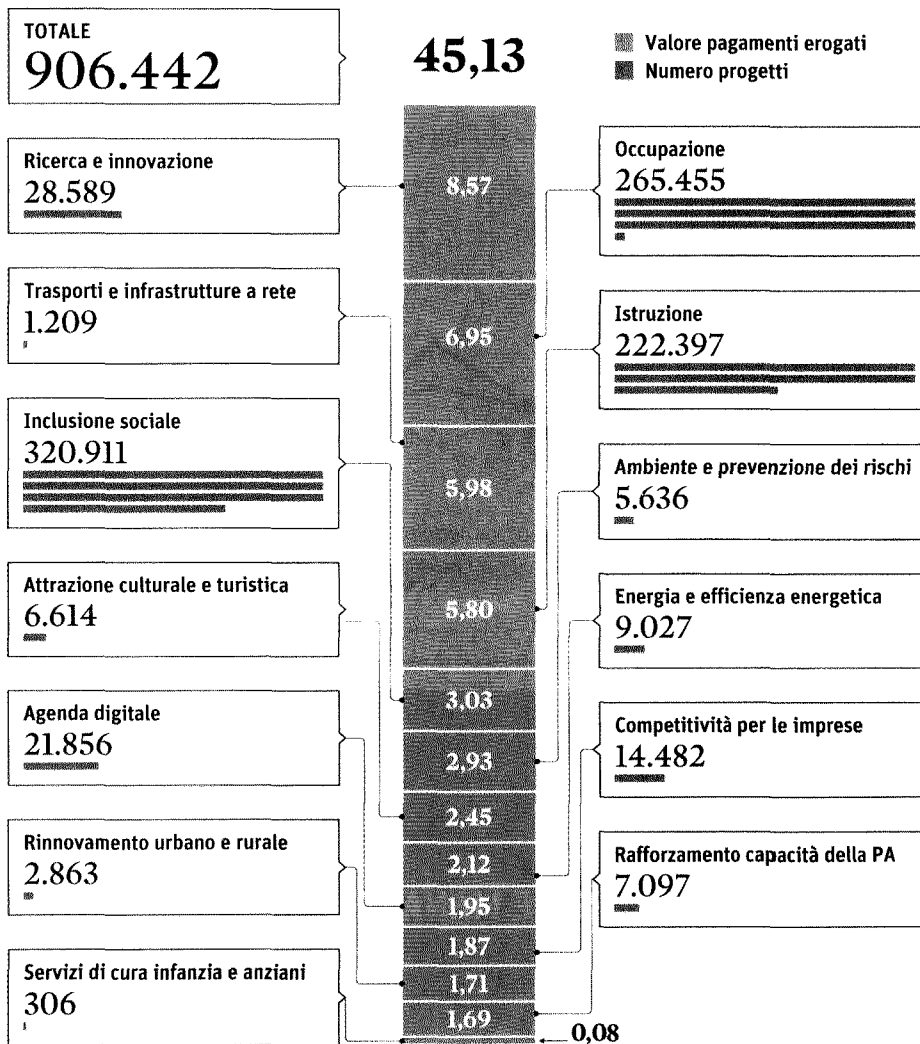 TOTALE
906.442
45,13
Valore pagamenti erogati
Numero progetti
Ricerca e innovazione
28.589
Trasporti e infrastrutture a rete
1.209
Inclusione sociale
320.911
Attrazione culturale e turistica
6.614
Agenda digitale
21.856
Rinnovamento urbano e rurale
2.863
Servizi di cura infanzia e anziani
306
8,57
6,95
5,98
5,80
3,03
2,93
2,45
2,12
1,95
1,87
1,71
1,69
0,08
Occupazione
265.455
Istruzione
222.397
Ambiente e prevenzione dei rischi
5.636
Energia e efficienza energetica
9.027
Competitività per le imprese
14.482
Rafforzamento capacità della PA
7.097